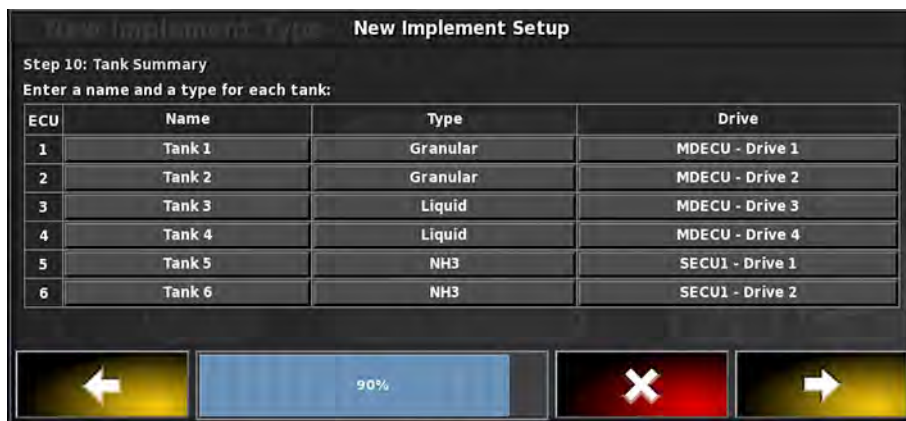 New Implement Type
New Implement Setup
Step 10: Tank Summary
Enter a name and a type for each tank:
ECU Name Type Drive
1 Tank 1 Granular MDECU - Drive 1
2 Tank 2 Granular MDECU - Drive 2
3 Tank 3 Liquid MDECU - Drive 3
4 Tank 4 Liquid MDECU - Drive 4
5 Tank 5 NH3 SECU1 - Drive 1
6 Tank 6 NH3 SECU1 - Drive 2
90%